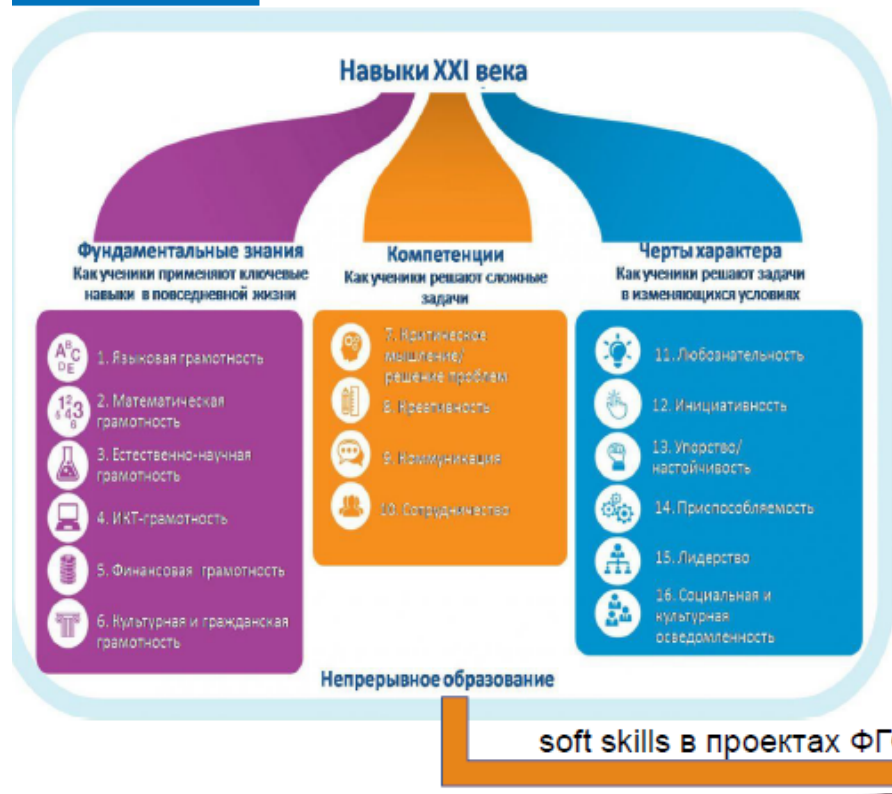 Навыки XXI века
Фундаментальные знания
Как ученики применяют ключевые
навыки в повседневной жизни
Компетенции
Как ученики решают сложные
задачи
Черты характера
Как ученики решают задачи
в изменяющихся условиях
1. Языковая грамотность
2. Математическая
грамотность
3. Естественно-научная
грамотность
4. ИКТ-грамотность
5. Финансовая грамотность
6. Культурная и гражданская
грамотность
7. Критическое
мышление/
решение проблем
8. Креативность
9. Коммуникация
10. Сотрудничество
11. Любознательность
12. Инициативность
13. Упорство/
настойчивость
14. Приспособляемость
15. Лидерство
16. Социальная и
культурная
осведомленность
Непрерывное образование
soft skills в проектах